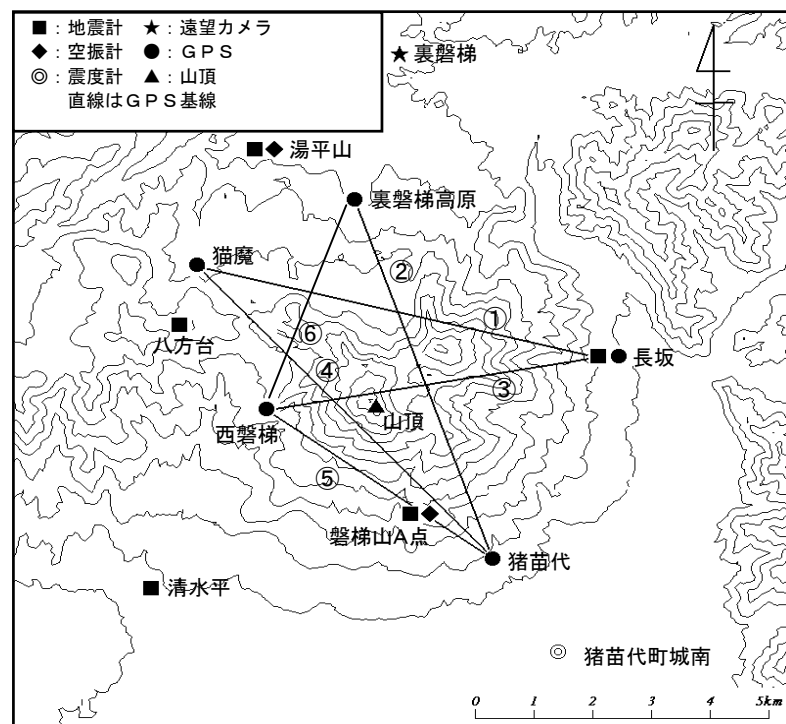 ■：地震計 ★：遠望カメラ
◆：空振計 ●：ＧＰＳ
◎：震度計 ▲：山頂
直線はＧＰＳ基線
裏磐梯
湯平山
裏磐梯高原
猫魔
②
①
⑥
八方台
長坂
④
③
山頂
西磐梯
⑤
磐梯山A点
猪苗代
清水平
猪苗代町城南
0 1 2 3 4 5km